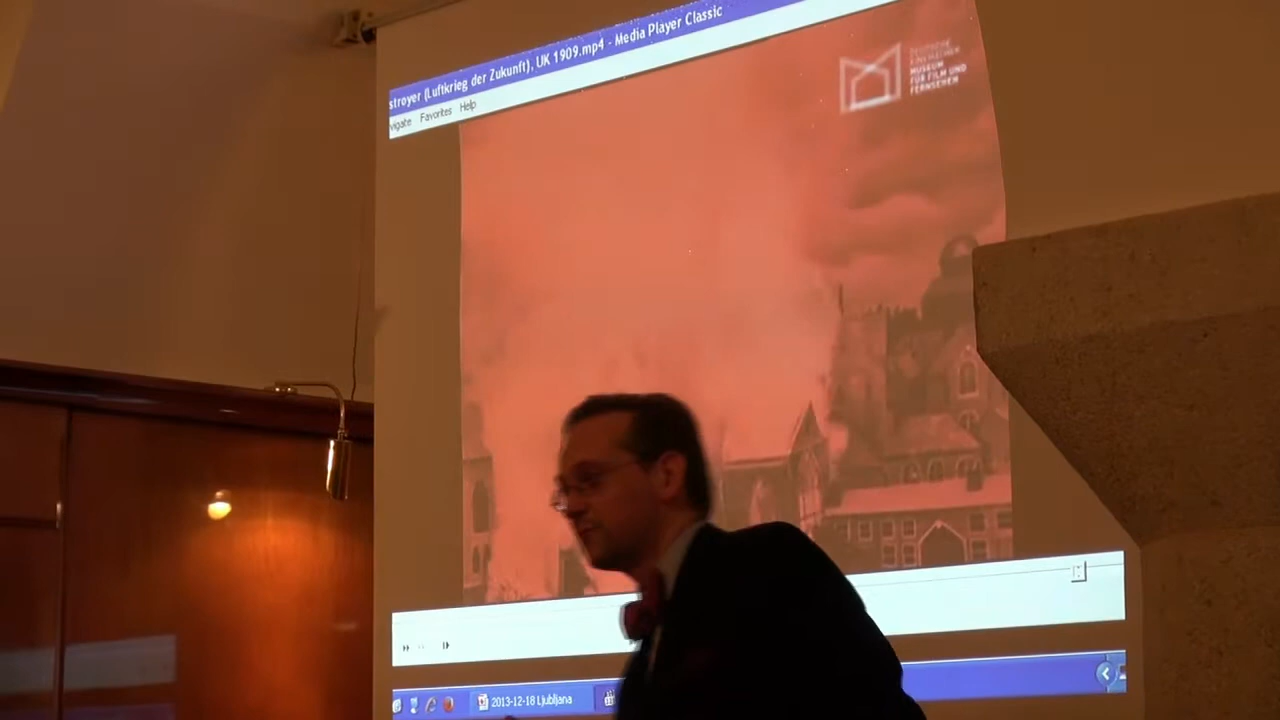 stroyer (Luftkrieg der Zukunft), UK 1909.mp4 - Media Player Classic
vigate Favorites Help
DEUTSCHE
KINEMATHEK
MUSEUM
FÜR FILM UND
FERNSEHEN
2013-12-18 Ljubljana